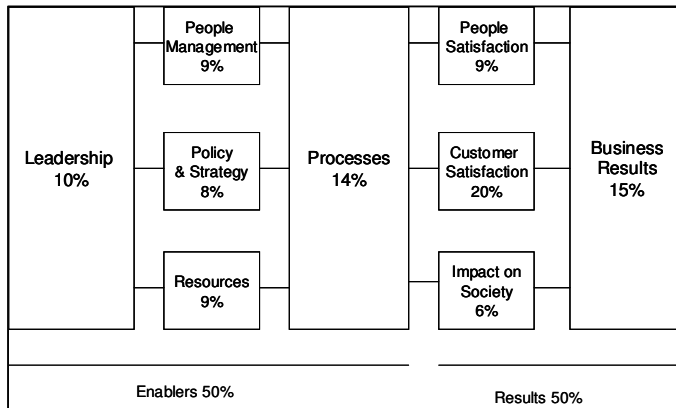 Leadership
10%
People
Management
9%
Policy
& Strategy
8%
Resources
9%
Processes
14%
People
Satisfaction
9%
Customer
Satisfaction
20%
Impact on
Society
6%
Business
Results
15%
Enablers 50%
Results 50%